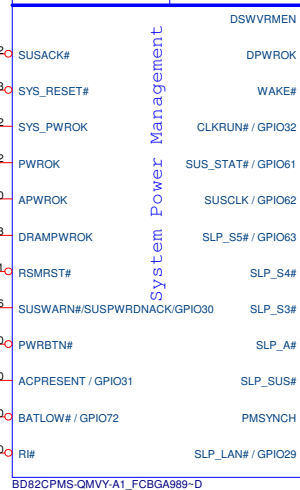 DSWVRMEN
SUSACK# DPWROK
SYS_RESET# WAKE#
SYS_PWROK CLKRUN# / GPIO32
PWROK SUS_STAT# / GPIO61
APWROK SUSCLK / GPIO62
DRAMPWROK SLP_S5# / GPIO63
RSMRST# SLP_S4#
SUSWARN#/SUSPWRDNACK/GPIO30 SLP_S3#
PWRBTN# SLP_A#
ACPRESENT / GPIO31 SLP_SUS#
BATLOW# / GPIO72 PMSYNCH
RI# SLP_LAN# / GPIO29
System Power Management
BD82CPMS-QMVY-A1_FCBGA989~D